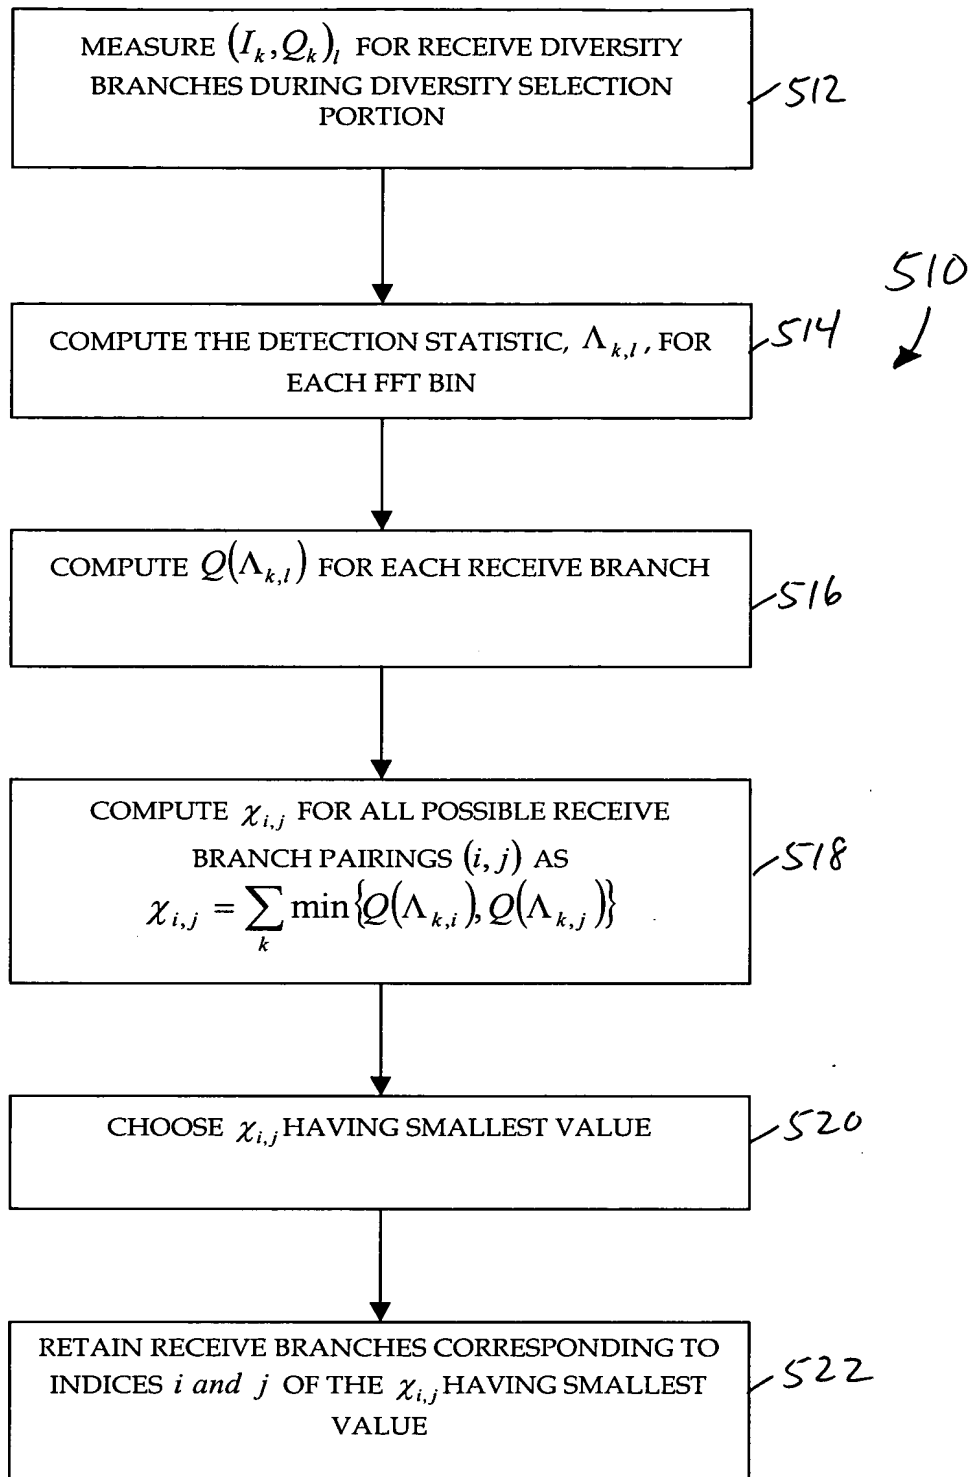 MEASURE (I_k, Q_k)_l FOR RECEIVE DIVERSITY
BRANCHES DURING DIVERSITY SELECTION
PORTION
512
510
COMPUTE THE DETECTION STATISTIC, Λ_{k,l}, FOR
EACH FFT BIN
514
COMPUTE Q(Λ_{k,l}) FOR EACH RECEIVE BRANCH
516
COMPUTE χ_{i,j} FOR ALL POSSIBLE RECEIVE
BRANCH PAIRINGS (i, j) AS
χ_{i,j} = ∑_k min{Q(Λ_{k,i}), Q(Λ_{k,j})}
518
CHOOSE χ_{i,j} HAVING SMALLEST VALUE
520
RETAIN RECEIVE BRANCHES CORRESPONDING TO
INDICES i and j OF THE χ_{i,j} HAVING SMALLEST
VALUE
522